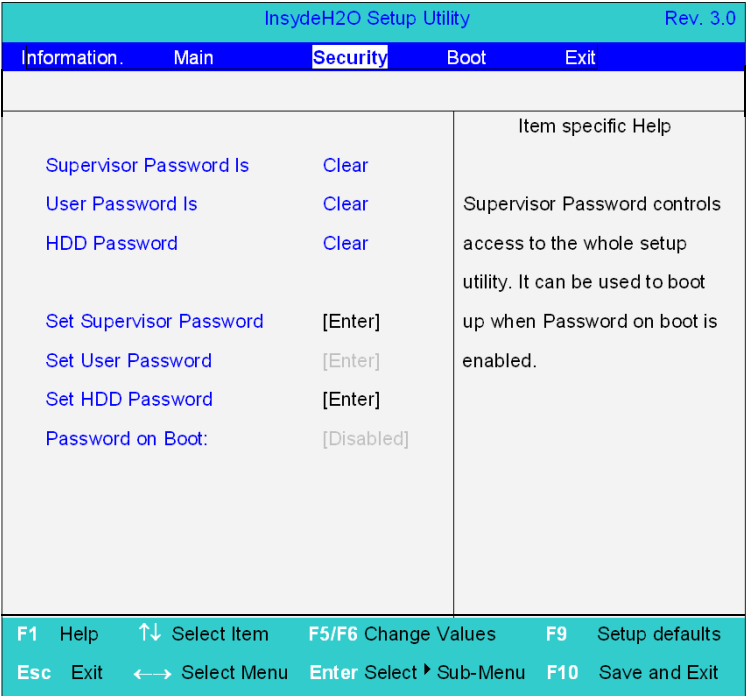 InsydeH2O Setup Utility Rev. 3.0
Information. Main Security Boot Exit
Item specific Help
Supervisor Password Is Clear
User Password Is Clear
HDD Password Clear
Set Supervisor Password [Enter]
Set User Password [Enter]
Set HDD Password [Enter]
Password on Boot: [Disabled]
Supervisor Password controls
access to the whole setup
utility. It can be used to boot
up when Password on boot is
enabled.
F1 Help ↑↓ Select Item F5/F6 Change Values F9 Setup defaults
Esc Exit ←→ Select Menu Enter Select ▸ Sub-Menu F10 Save and Exit